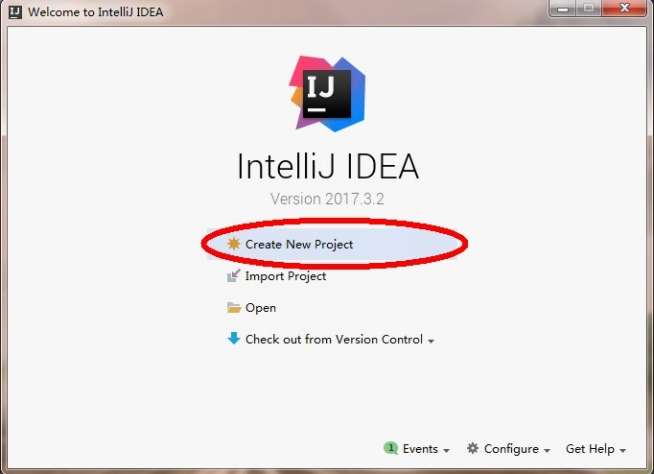 Welcome to IntelliJ IDEA
IJ
IntelliJ IDEA
Version 2017.3.2
Create New Project
Import Project
Open
Check out from Version Control
1 Events Configure Get Help